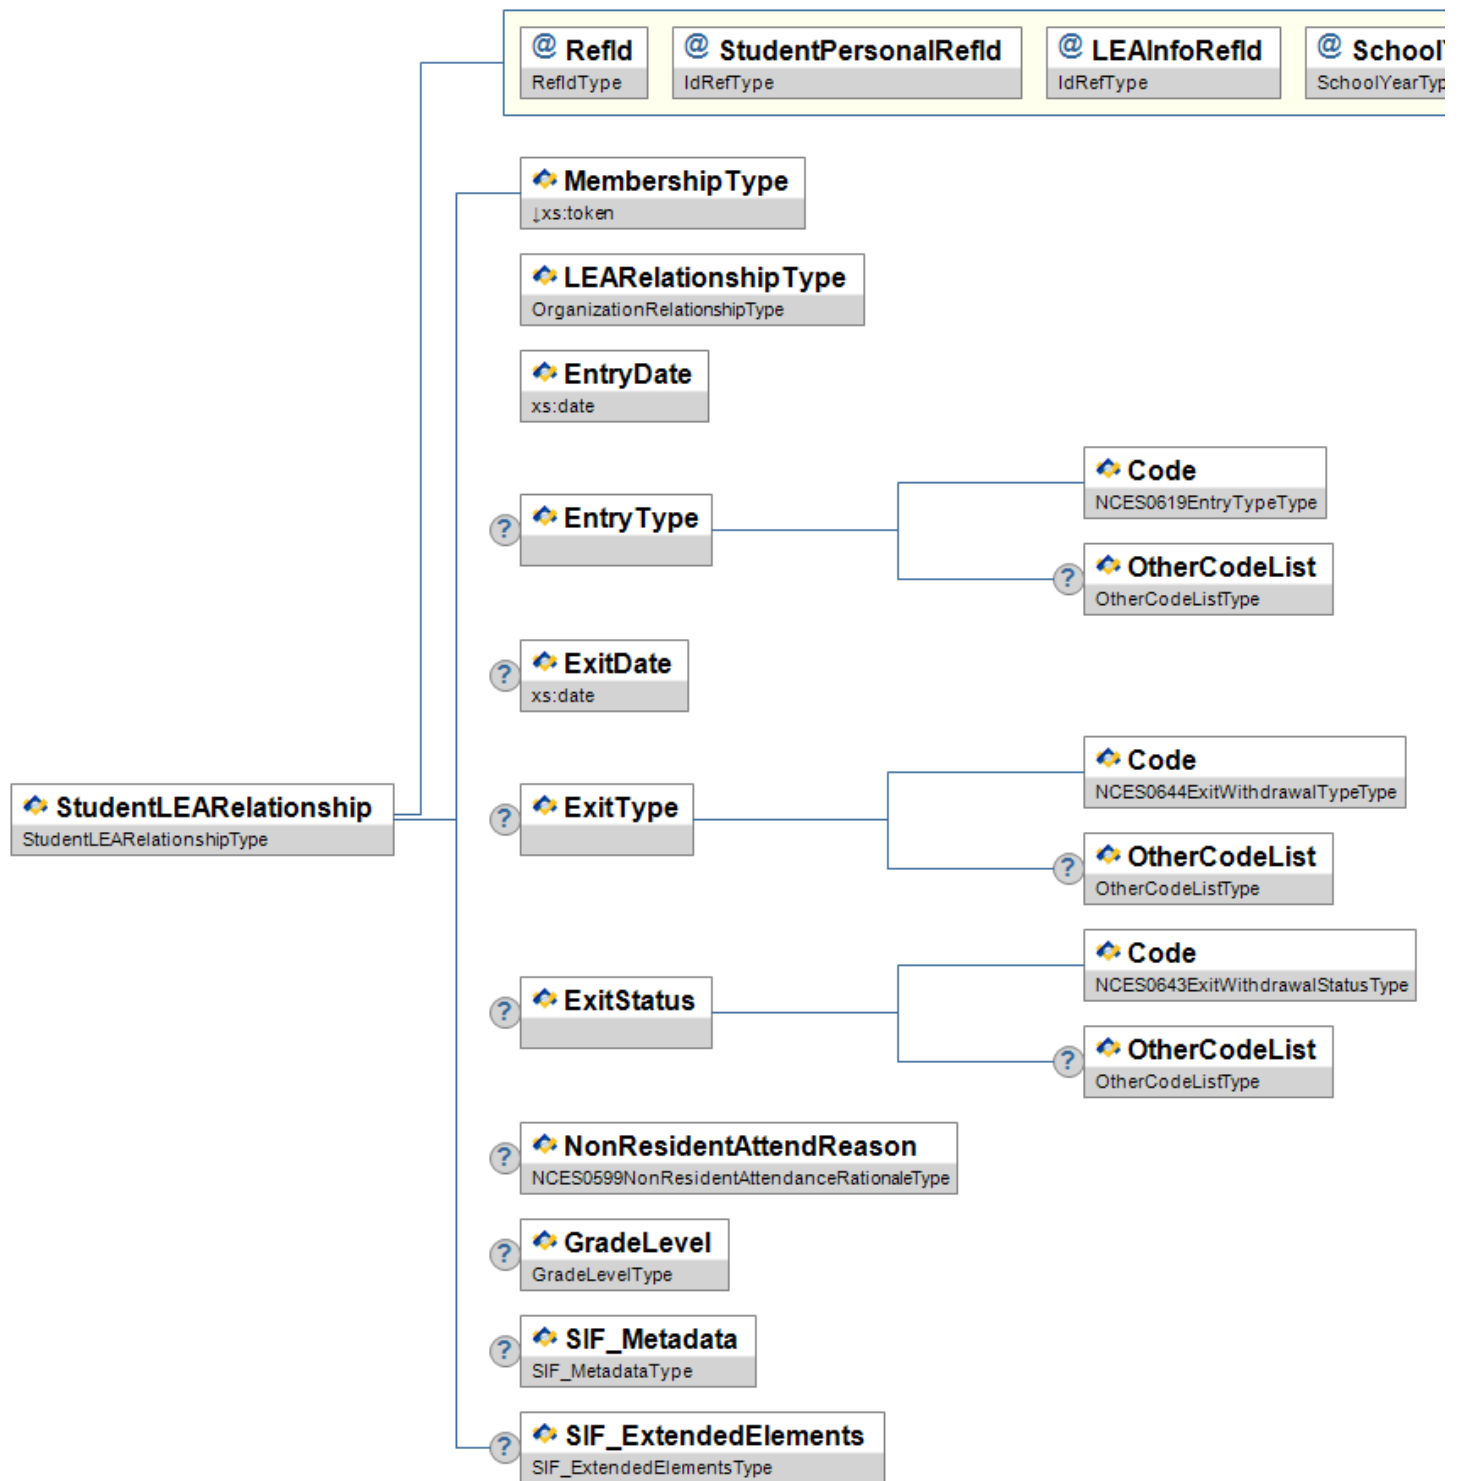 @ RefId @ StudentPersonalRefId @ LEAInfoRefId @
RefIdType IdRefType IdRefType
MembershipType
↓xs:token
LEARelationshipType
OrganizationRelationshipType
EntryDate
xs:date
Code
NCES0619EntryTypeType
? EntryType
? OtherCodeList
OtherCodeListType
? ExitDate
xs:date
Code
NCES0644ExitWithdrawalTypeType
StudentLEARelationship
StudentLEARelationshipType
? ExitType
? OtherCodeList
OtherCodeListType
Code
NCES0643ExitWithdrawalStatusType
? ExitStatus
? OtherCodeList
OtherCodeListType
? NonResidentAttendReason
NCES0599NonResidentAttendanceRationaleType
? GradeLevel
GradeLevelType
? SIF_Metadata
SIF_MetadataType
? SIF_ExtendedElements
SIF_ExtendedElementsType